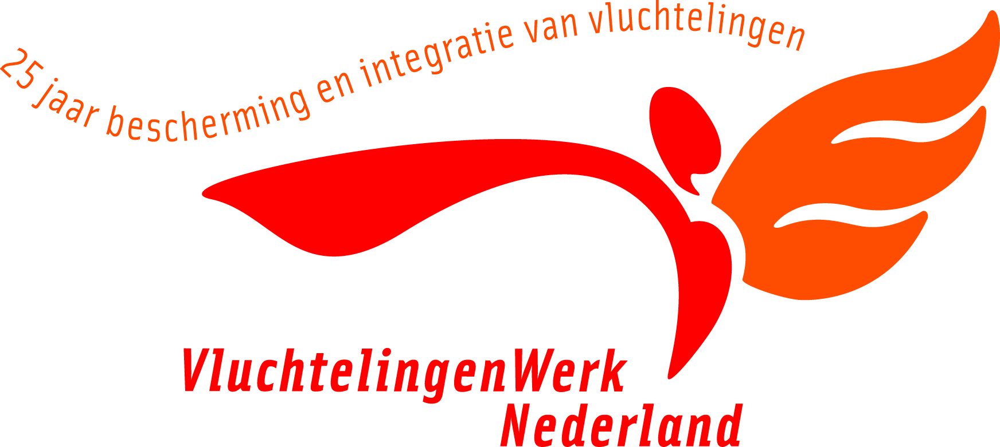 25 jaar bescherming en integratie van vluchtelingen
VluchtelingenWerk
Nederland